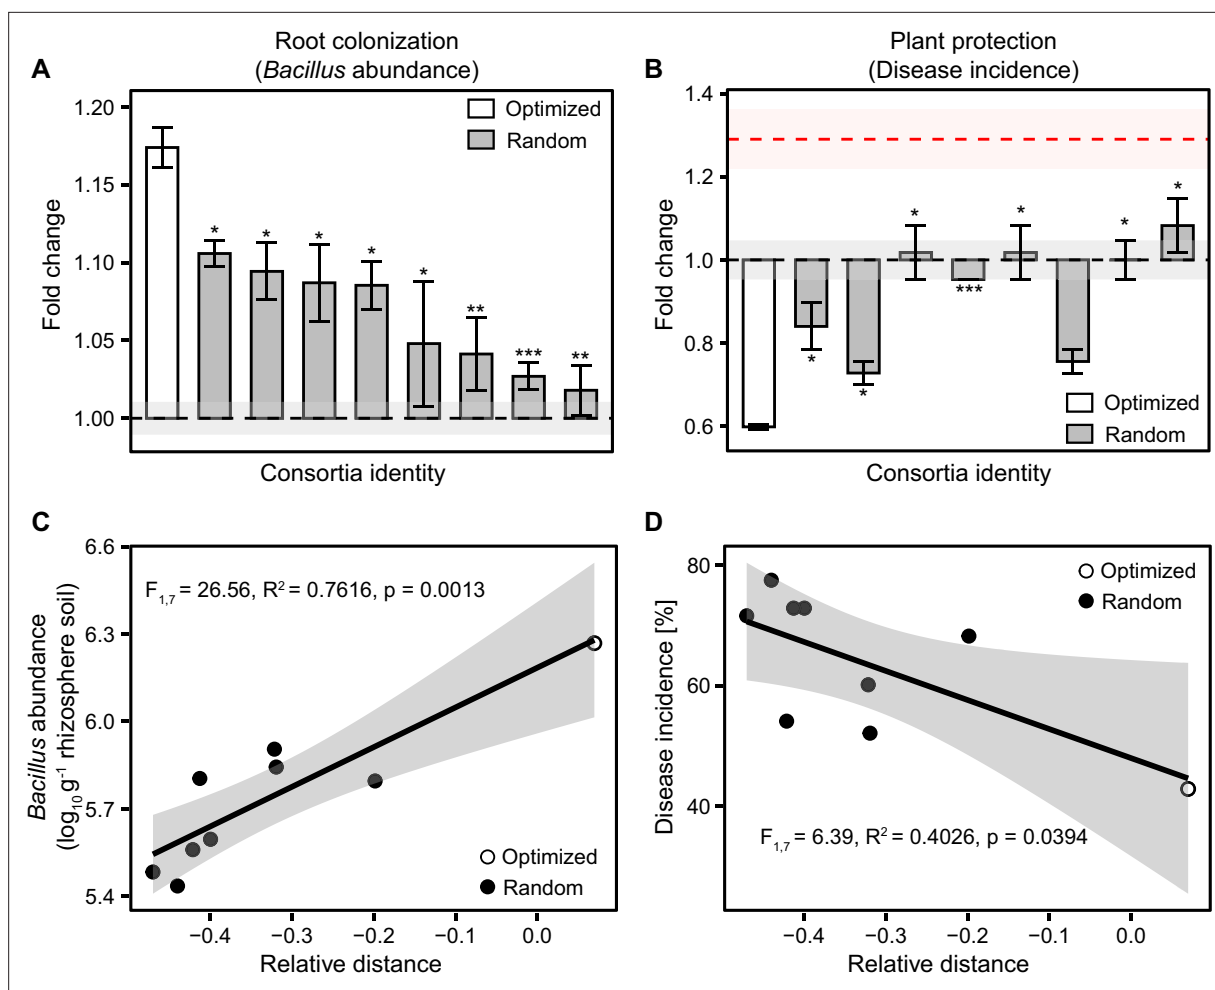 Root colonization
(Bacillus abundance)
A
Fold change
1.20
1.15
1.10
1.05
1.00
Optimized
Random
*
*
*
*
*
**
***
**
Consortia identity
Plant protection
(Disease incidence)
B
Fold change
1.4
1.2
1.0
0.8
0.6
*
*
*
***
*
*
*
Optimized
Random
Consortia identity
C
Bacillus abundance
(log10 g-1 rhizosphere soil)
6.6
6.3
6.0
5.7
5.4
F1,7 = 26.56, R2 = 0.7616, p = 0.0013
Optimized
Random
−0.4 −0.3 −0.2 −0.1 0.0
Relative distance
D
Disease incidence [%]
80
60
40
Optimized
Random
F1,7 = 6.39, R2 = 0.4026, p = 0.0394
−0.4 −0.3 −0.2 −0.1 0.0
Relative distance